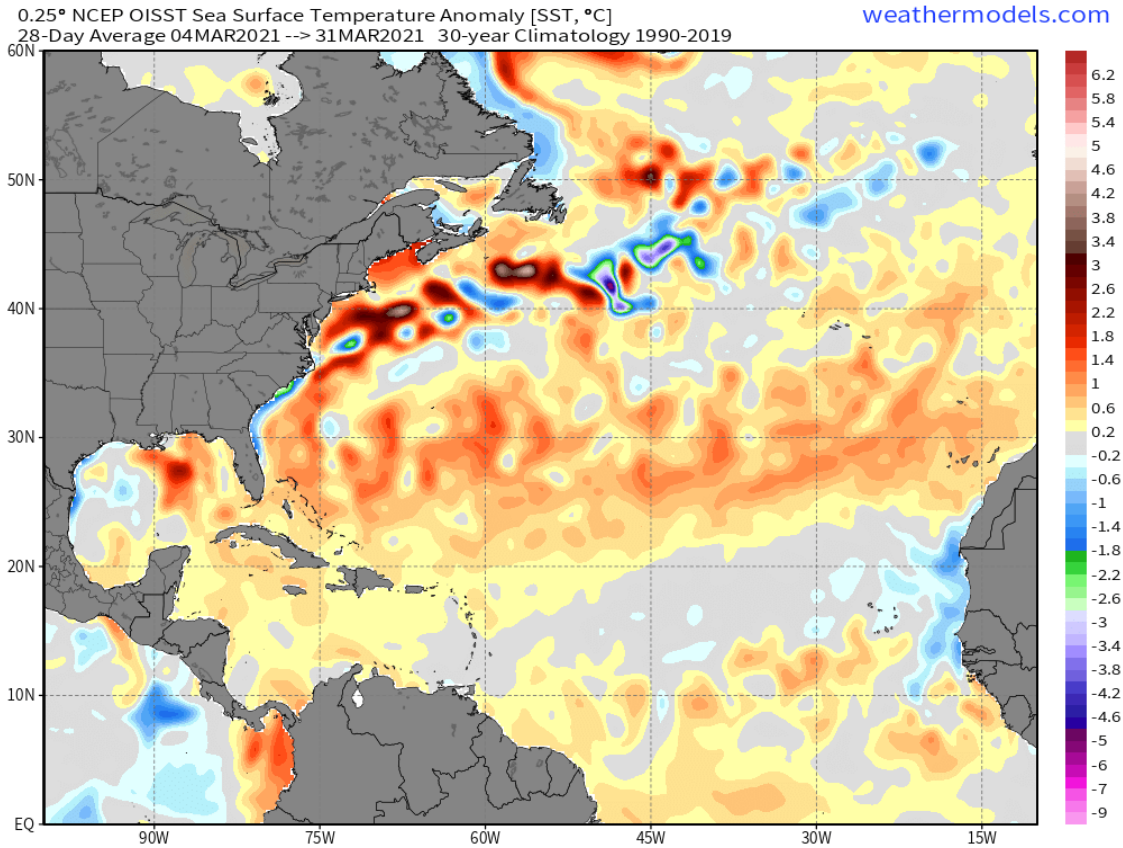 0.25° NCEP OISST Sea Surface Temperature Anomaly [SST, °C]
weathermodels.com
28-Day Average 04MAR2021 --> 31MAR2021 30-year Climatology 1990-2019
60N
50N
40N
30N
20N
10N
EQ
90W
75W
60W
45W
30W
15W
6.2
5.8
5.4
5
4.6
4.2
3.8
3.4
3
2.6
2.2
1.8
1.4
1
0.6
0.2
-0.2
-0.6
-1
-1.4
-1.8
-2.2
-2.6
-3
-3.4
-3.8
-4.2
-4.6
-5
-6
-7
-9